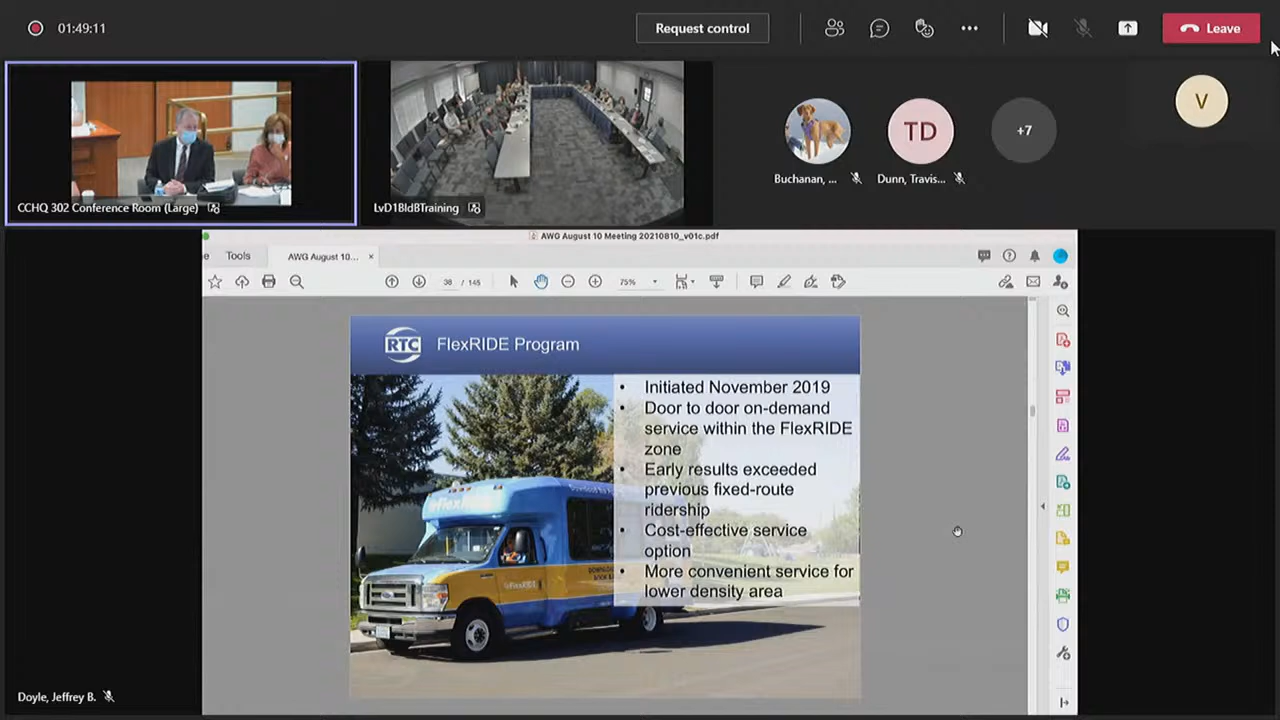 01:49:11
Request control
Leave
CCHQ 302 Conference Room (Large)
LvD1BldBTraining
Buchanan, ...
TD
Dunn, Travis...
+7
V
AWG August 10 Meeting 20210810_v01c.pdf
e
Tools
AWG August 10...
38 / 145
75%
RTC
FlexRIDE Program
• Initiated November 2019
• Door to door on-demand
service within the FlexRIDE
zone
• Early results exceeded
previous fixed-route
ridership
• Cost-effective service
option
• More convenient service for
lower density area
FlexRIDE
FlexRIDE
Doyle, Jeffrey B.